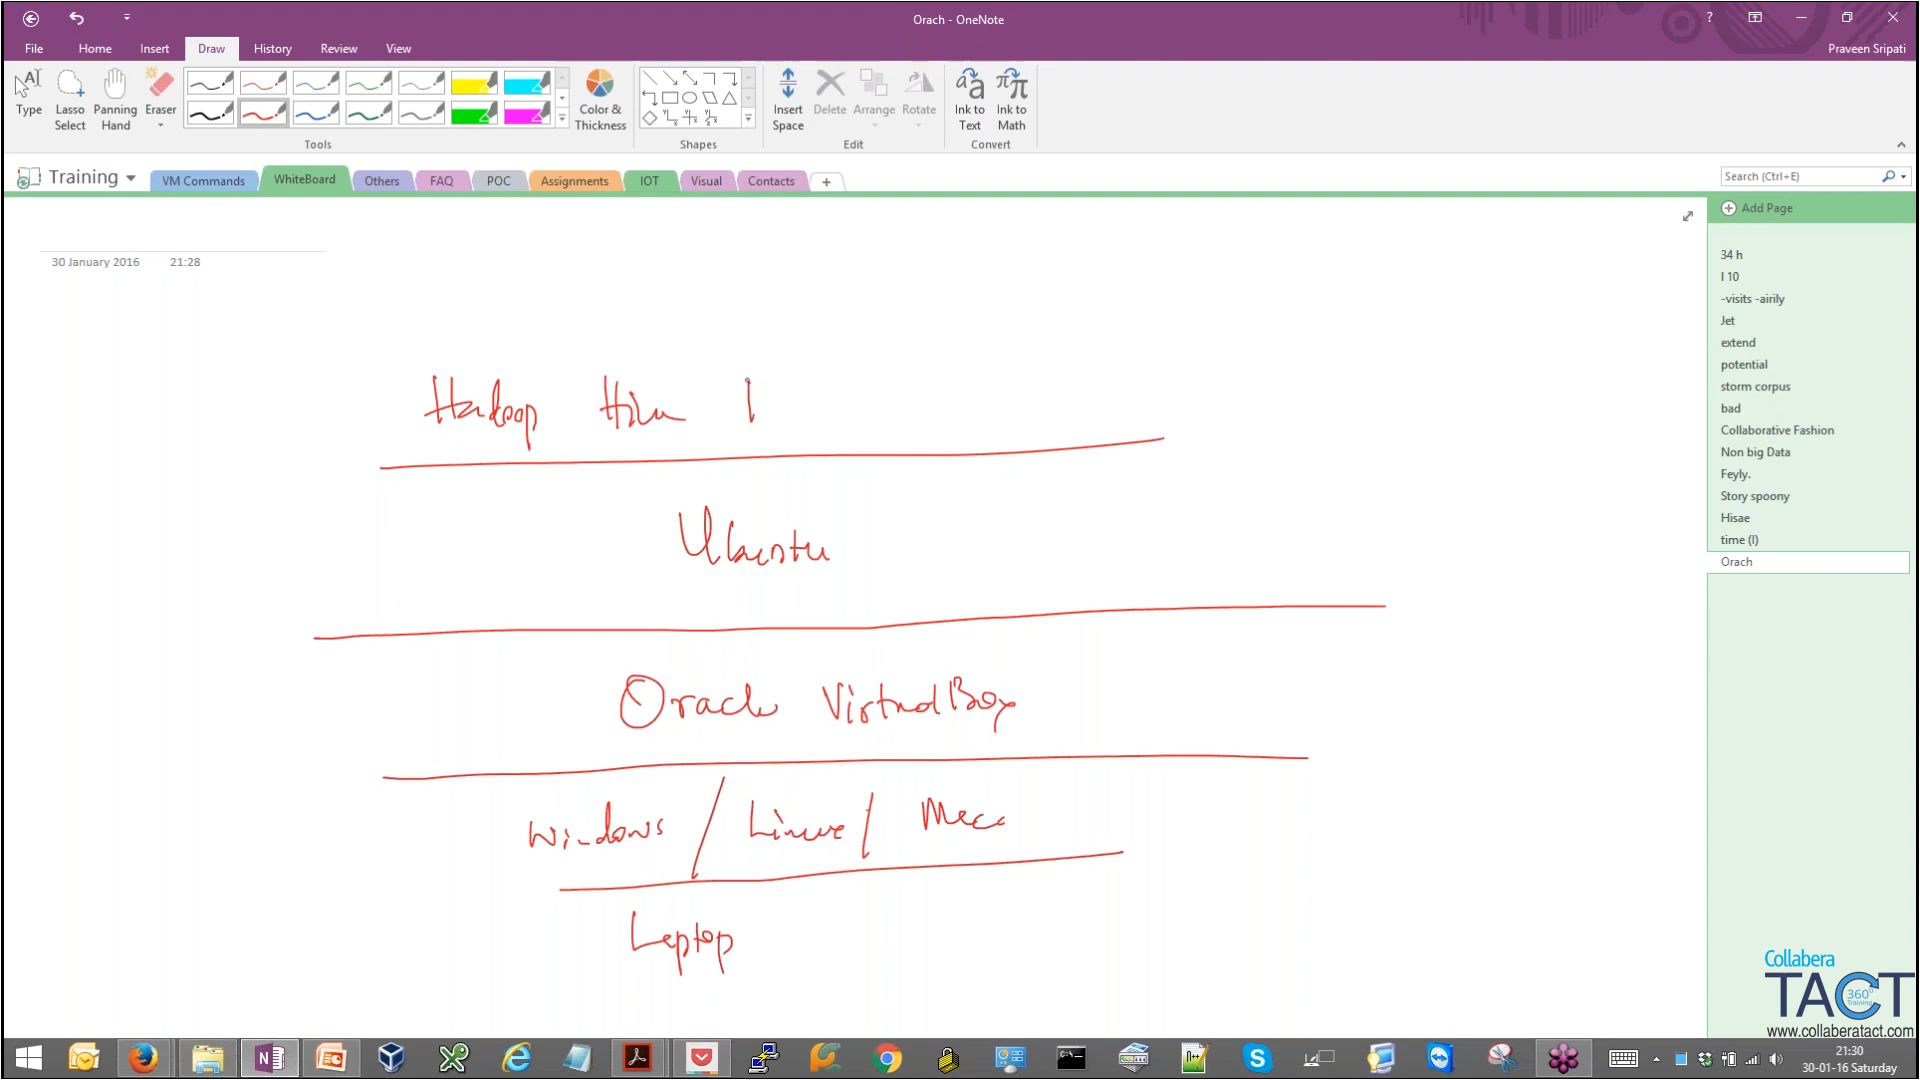 Orach - OneNote
?
File Home Insert Draw History Review View
Praveen Sripati
Type Lasso Select Panning Hand Eraser
Color & Thickness
Insert Space Delete Arrange Rotate
Ink to Text Ink to Math
Tools Shapes Edit Convert
Training VM Commands WhiteBoard Others FAQ POC Assignments IOT Visual Contacts +
Search (Ctrl+E)
Add Page
30 January 2016 21:28
34 h
I 10
-visits -airily
Jet
extend
potential
storm corpus
bad
Collaborative Fashion
Non big Data
Feyly.
Story spoony
Hisae
time (I)
Orach
Hadoop
Ubuntu
Oracle VirtualBox
Windows / Linux / Mac
Laptop
Collabera
TACT
360°
Training
www.collaberatact.com
21:30
30-01-16 Saturday